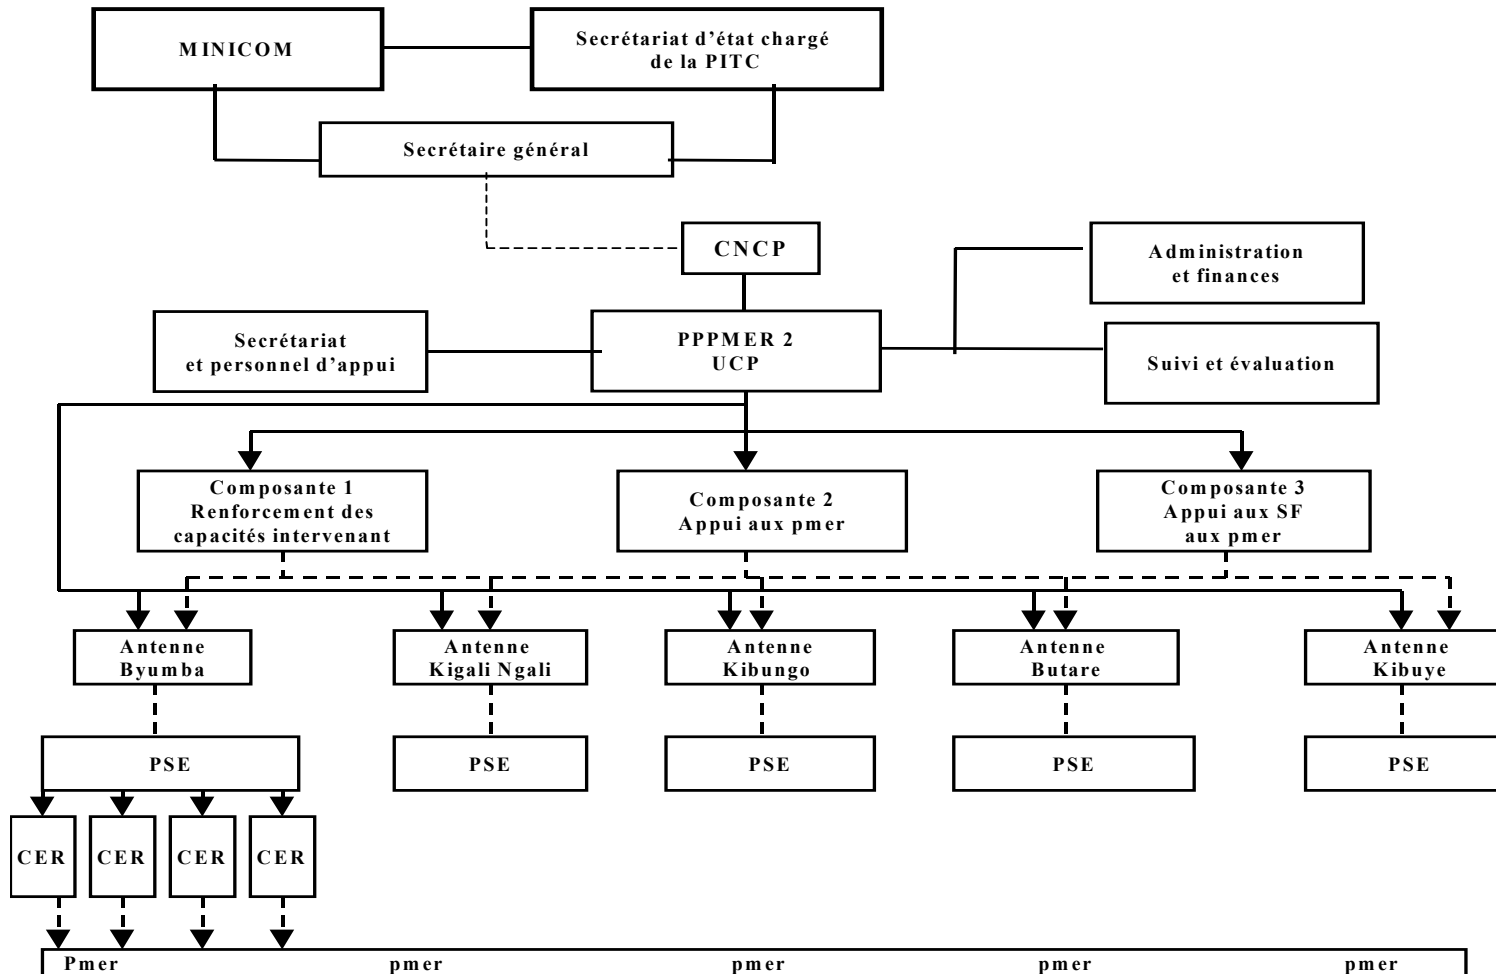 MINICOM
Secrétariat d'état chargé
de la PITC
Secrétaire général
CNCP
Administration
et finances
Secrétariat
et personnel d'appui
PPPMER 2
UCP
Suivi et évaluation
Composante 1
Renforcement des
capacités intervenant
Composante 2
Appui aux pmer
Composante 3
Appui aux SF
aux pmer
Antenne
Byumba
Antenne
Kigali Ngali
Antenne
Kibungo
Antenne
Butare
Antenne
Kibuye
PSE
PSE
PSE
PSE
PSE
CER
CER
CER
CER
Pmer
pmer
pmer
pmer
pmer